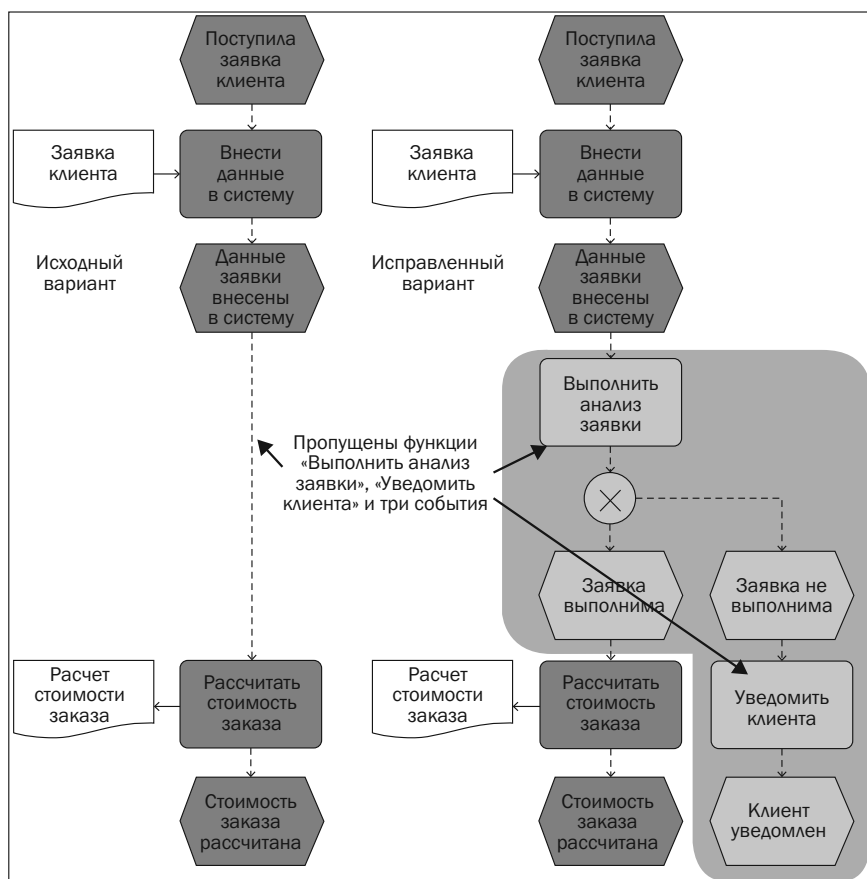 Поступила
заявка
клиента
Поступила
заявка
клиента
Заявка
клиента
Внести
данные
в систему
Заявка
клиента
Внести
данные
в систему
Исходный
вариант
Данные
заявки
внесены
в систему
Исправленный
вариант
Данные
заявки
внесены
в систему
Выполнить
анализ
заявки
Пропущены функции
«Выполнить анализ
заявки», «Уведомить
клиента» и три события
Заявка
выполнима
Заявка не
выполнима
Расчет
стоимости
заказа
Рассчитать
стоимость
заказа
Расчет
стоимости
заказа
Рассчитать
стоимость
заказа
Уведомить
клиента
Стоимость
заказа
рассчитана
Стоимость
заказа
рассчитана
Клиент
уведомлен